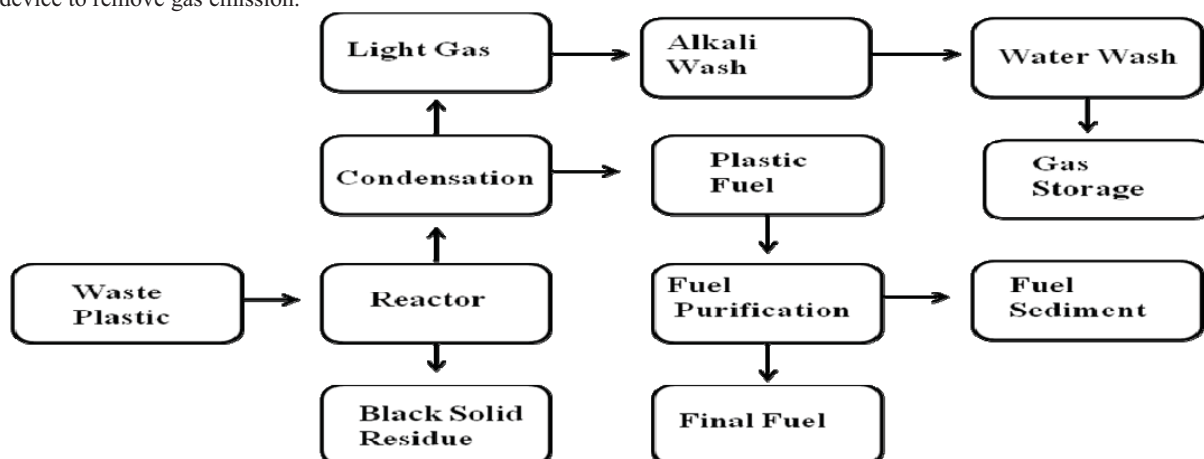 device to remove gas emission.
Light Gas
Alkali
Wash
Water Wash
Condensation
Plastic
Fuel
Gas
Storage
Waste
Plastic
Reactor
Fuel
Purification
Fuel
Sediment
Black Solid
Residue
Final Fuel